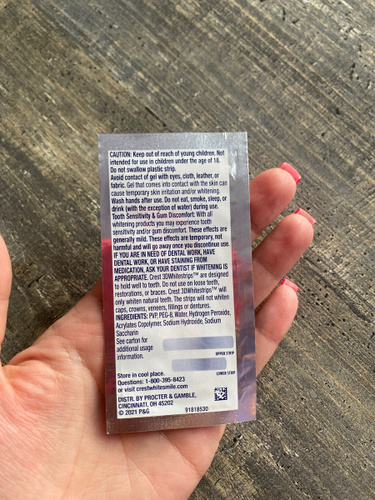 CAUTION: Keep out of reach of young children. Not
intended for use in children under the age of 18.
Do not swallow plastic strip.
Avoid contact of gel with eyes, cloth, leather, or
fabric. Gel that comes into contact with the skin can
cause temporary skin irritation and/or whitening.
Wash hands after use. Do not eat, smoke, sleep, or
drink (with the exception of water) during use.
Tooth Sensitivity & Gum Discomfort: With all
whitening products you may experience tooth
sensitivity and/or gum discomfort. These effects are
generally mild. These effects are temporary, not
harmful and will go away once you discontinue use.
IF YOU ARE IN NEED OF DENTAL WORK, HAVE
DENTAL WORK, OR HAVE STAINING FROM
MEDICATION, ASK YOUR DENTIST IF WHITENING IS
APPROPRIATE. Crest 3DWhitestrips™ are designed
to hold well to teeth. Do not use on loose teeth,
restorations, or braces. Crest 3DWhitestrips™ will
only whiten natural teeth. The strips will not whiten
caps, crowns, veneers, fillings or dentures.
INGREDIENTS: PVP, PEG-8, Water, Hydrogen Peroxide,
Acrylates Copolymer, Sodium Hydroxide, Sodium
Saccharin
See carton for
additional usage
information.
UPPER STRIP
LOWER STRIP
Store in cool place.
Questions: 1-800-395-8423
or visit crestwhitesmile.com
DISTR. BY PROCTER & GAMBLE,
CINCINNATI, OH 45202
© 2021 P&G 91818530